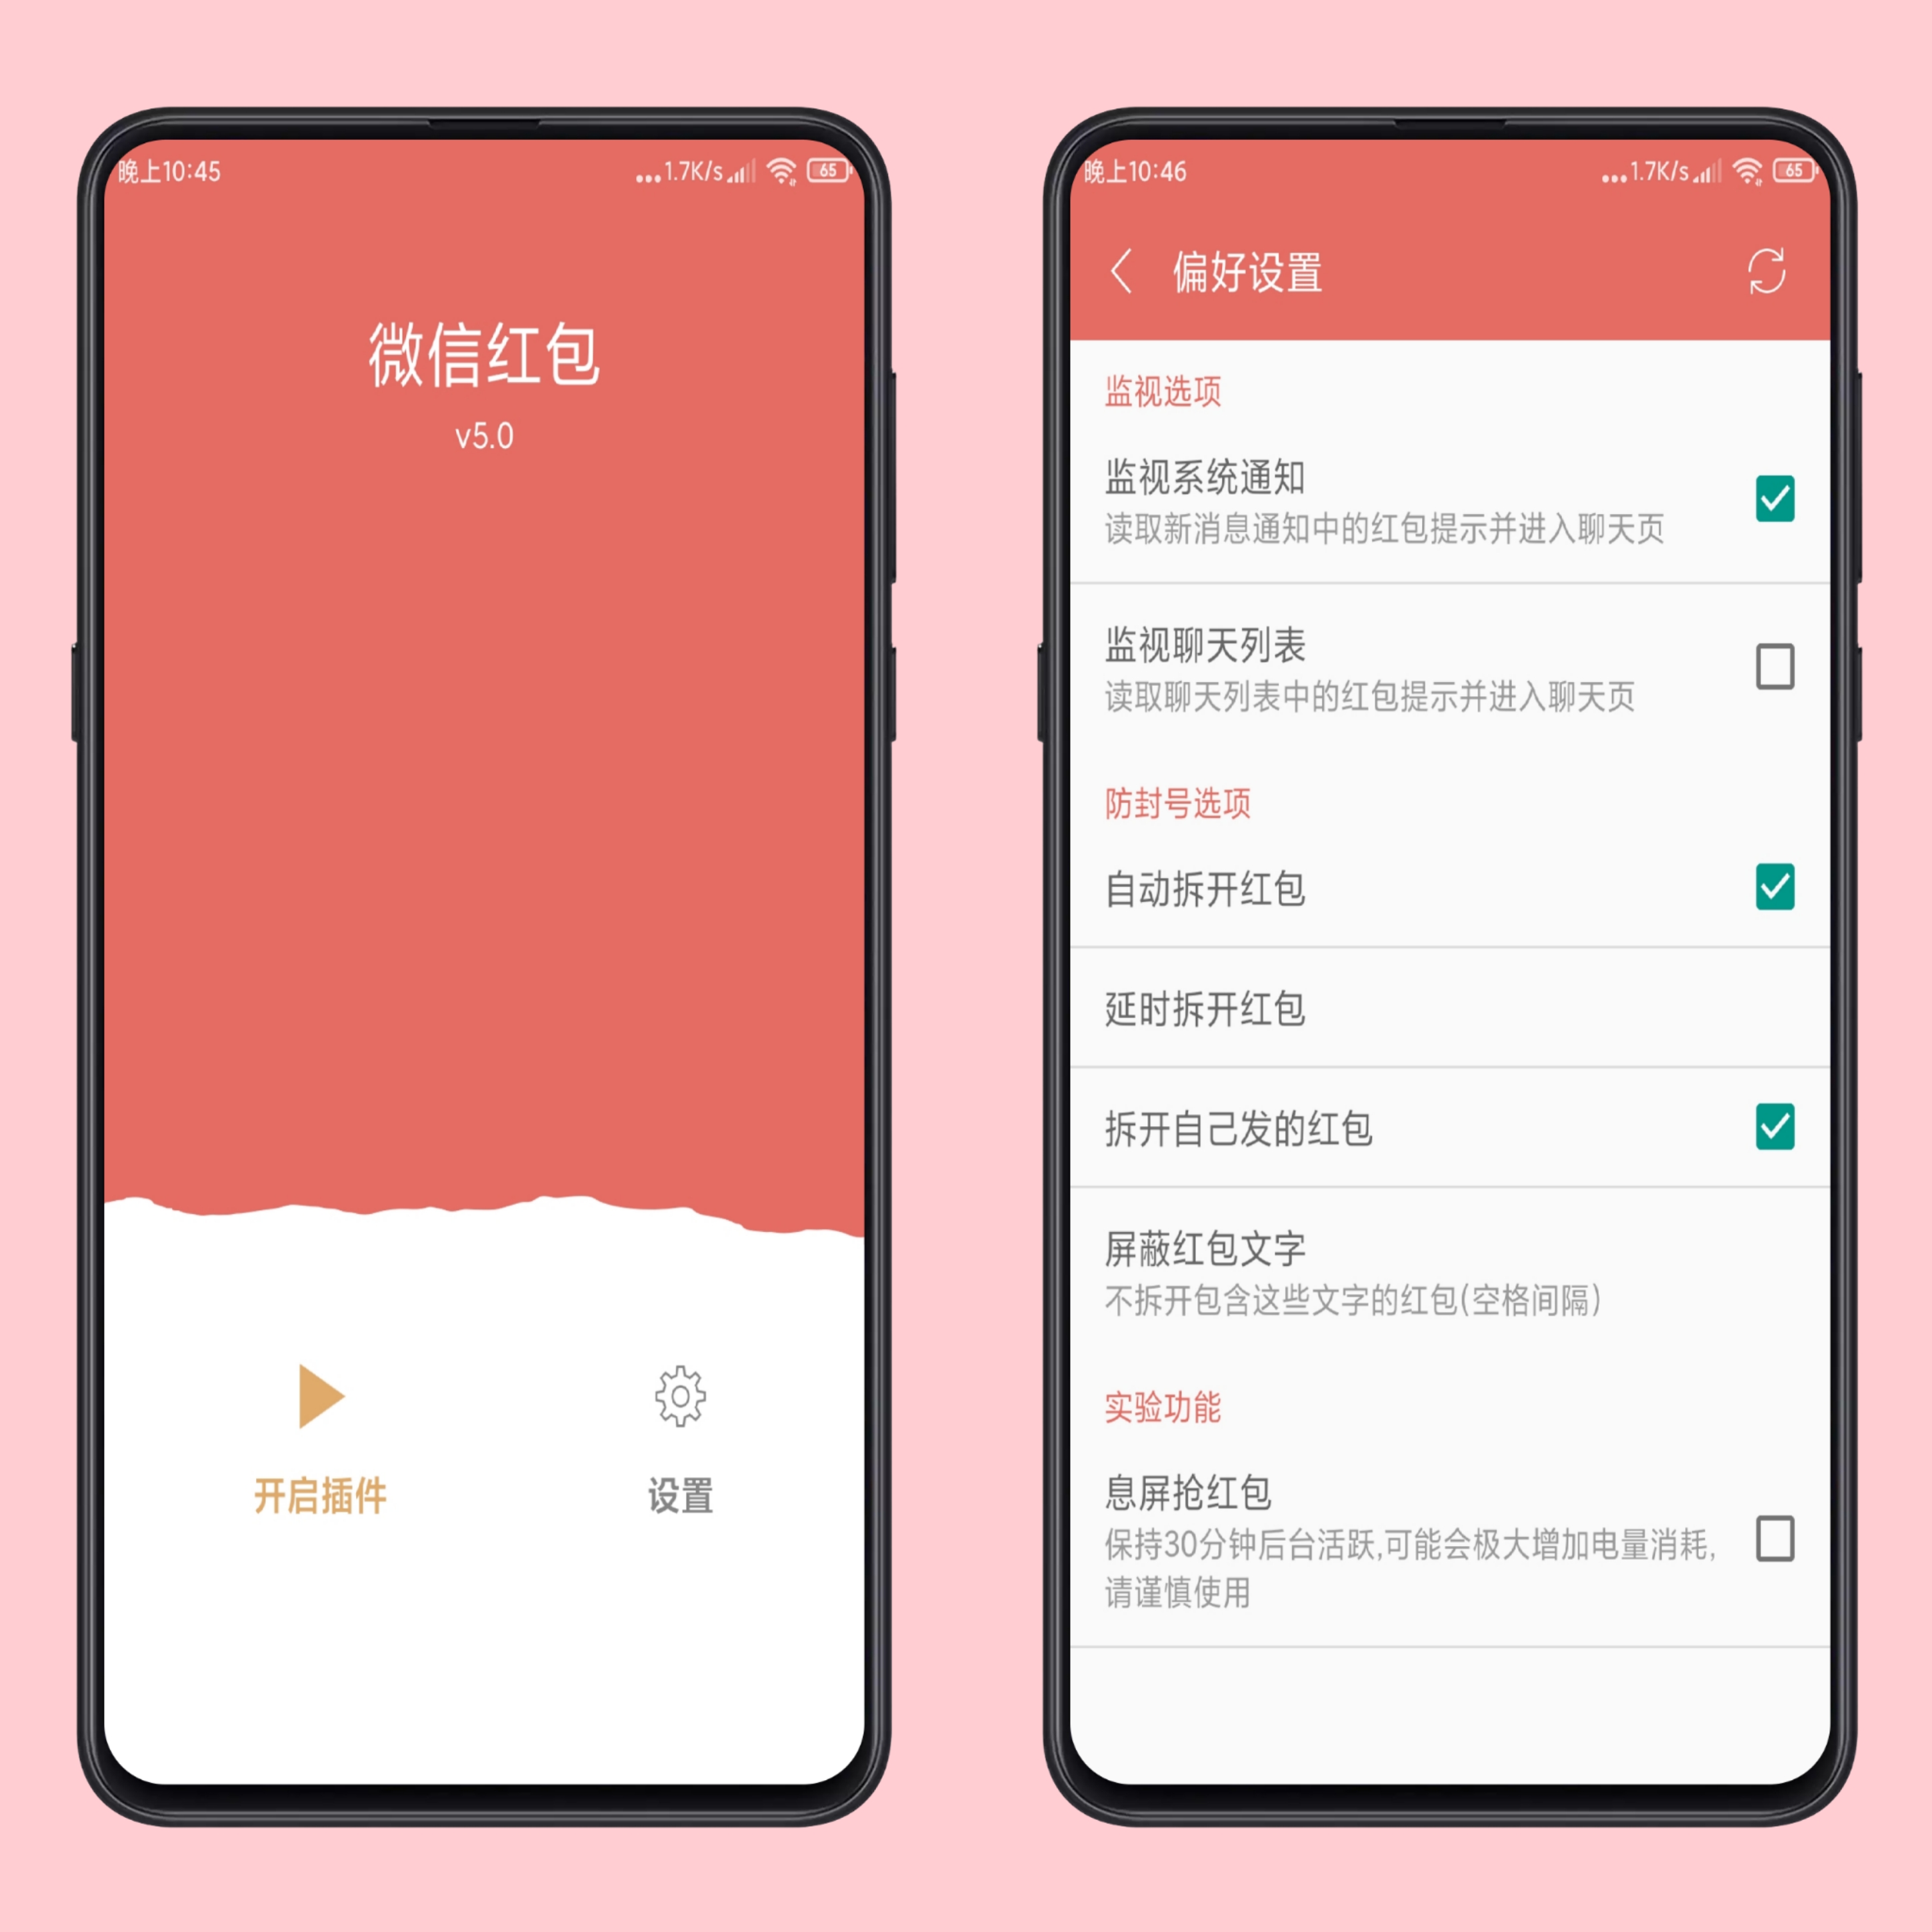 晚上10:45
...1.7K/s 65
微信红包
v5.0
开启插件
设置
晚上10:46
...1.7K/s 65
偏好设置
监视选项
监视系统通知
读取新消息通知中的红包提示并进入聊天页
监视聊天列表
读取聊天列表中的红包提示并进入聊天页
防封号选项
自动拆开红包
延时拆开红包
拆开自己发的红包
屏蔽红包文字
不拆开包含这些文字的红包(空格间隔)
实验功能
息屏抢红包
保持30分钟后台活跃,可能会极大增加电量消耗,
请谨慎使用